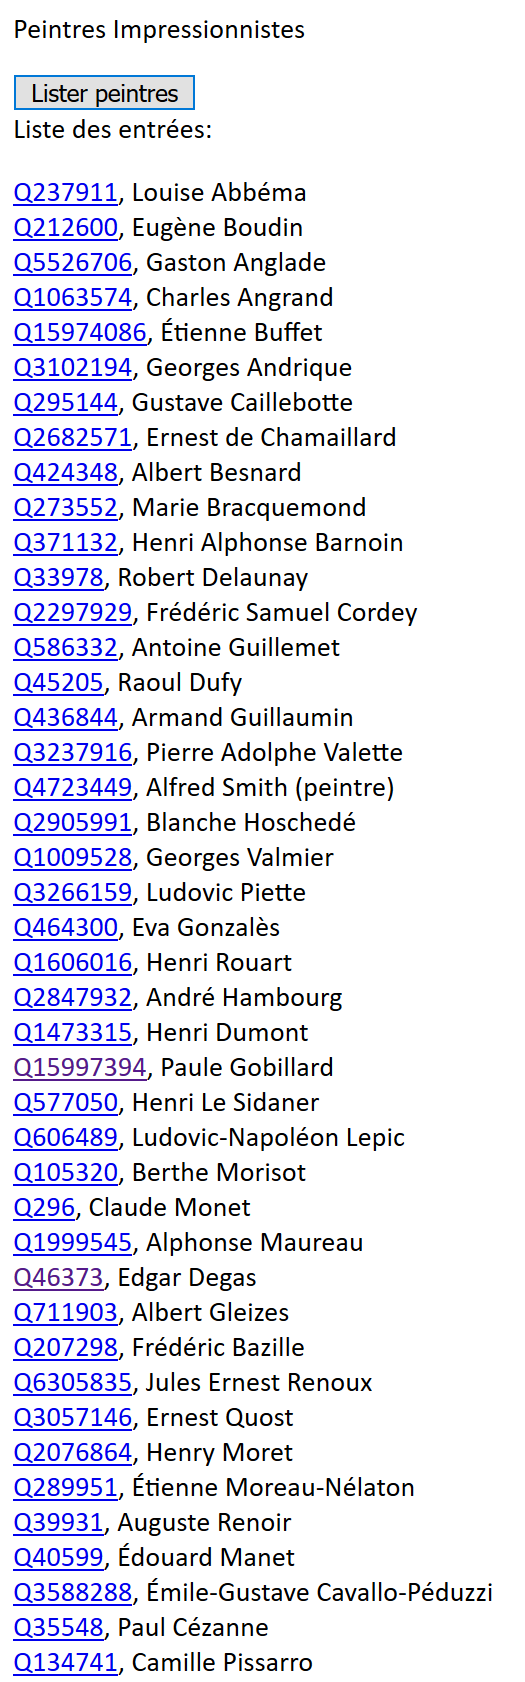 Peintres Impressionnistes
Lister peintres
Liste des entrées:
Q237911, Louise Abbéma
Q212600, Eugène Boudin
Q5526706, Gaston Anglade
Q1063574, Charles Angrand
Q15974086, Étienne Buffet
Q3102194, Georges Andrique
Q295144, Gustave Caillebotte
Q2682571, Ernest de Chamaillard
Q424348, Albert Besnard
Q273552, Marie Bracquemond
Q371132, Henri Alphonse Barnoin
Q33978, Robert Delaunay
Q2297929, Frédéric Samuel Cordey
Q586332, Antoine Guillemet
Q45205, Raoul Dufy
Q436844, Armand Guillaumin
Q3237916, Pierre Adolphe Valette
Q4723449, Alfred Smith (peintre)
Q2905991, Blanche Hoschedé
Q1009528, Georges Valmier
Q3266159, Ludovic Piette
Q464300, Eva Gonzalès
Q1606016, Henri Rouart
Q2847932, André Hambourg
Q1473315, Henri Dumont
Q15997394, Paule Gobillard
Q577050, Henri Le Sidaner
Q606489, Ludovic-Napoléon Lepic
Q105320, Berthe Morisot
Q296, Claude Monet
Q1999545, Alphonse Maureau
Q46373, Edgar Degas
Q711903, Albert Gleizes
Q207298, Frédéric Bazille
Q6305835, Jules Ernest Renoux
Q3057146, Ernest Quost
Q2076864, Henry Moret
Q289951, Étienne Moreau-Nélaton
Q39931, Auguste Renoir
Q40599, Édouard Manet
Q3588288, Émile-Gustave Cavallo-Péduzzi
Q35548, Paul Cézanne
Q134741, Camille Pissarro